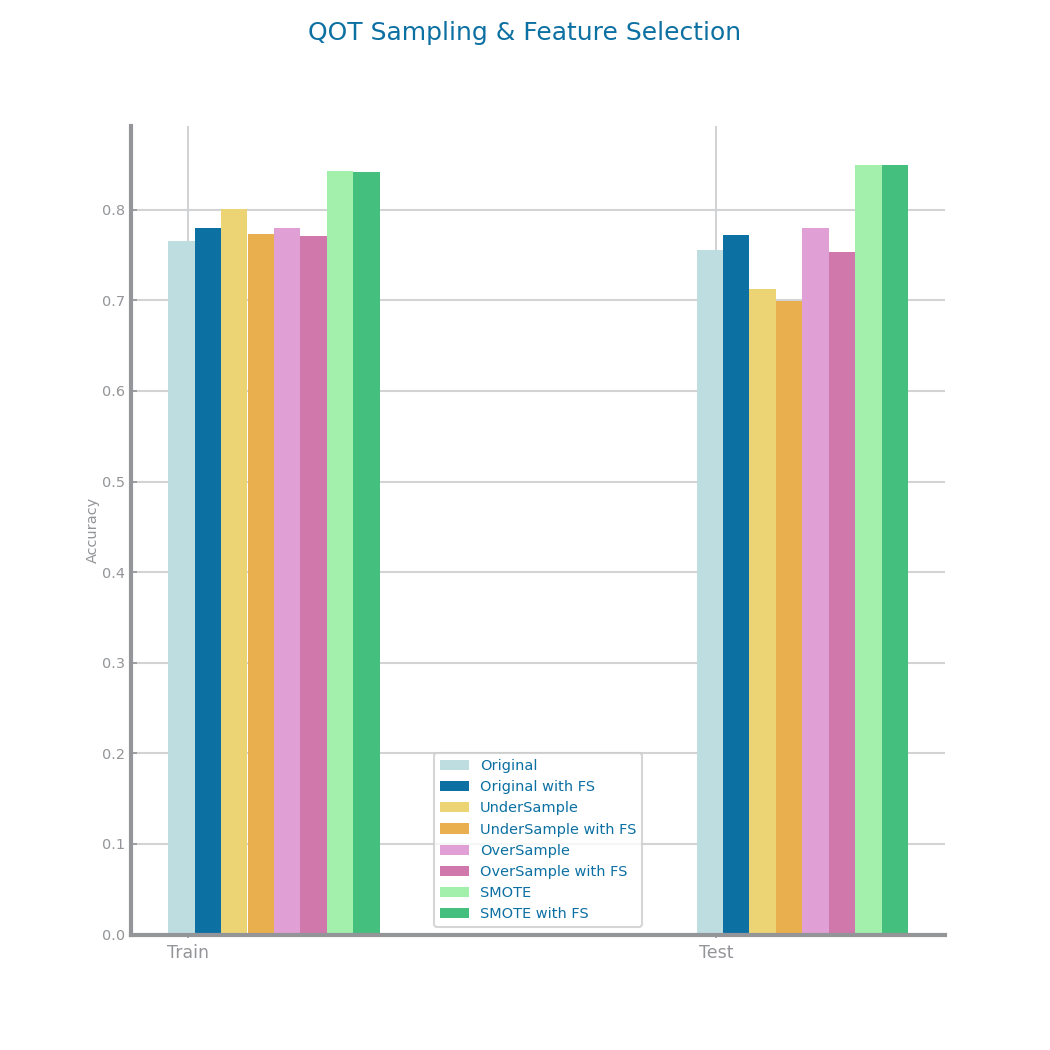 QOT Sampling & Feature Selection
Accuracy
0.8
0.7
0.6
0.5
0.4
0.3
0.2
0.1
0.0
Train
Test
Original
Original with FS
UnderSample
UnderSample with FS
OverSample
OverSample with FS
SMOTE
SMOTE with FS